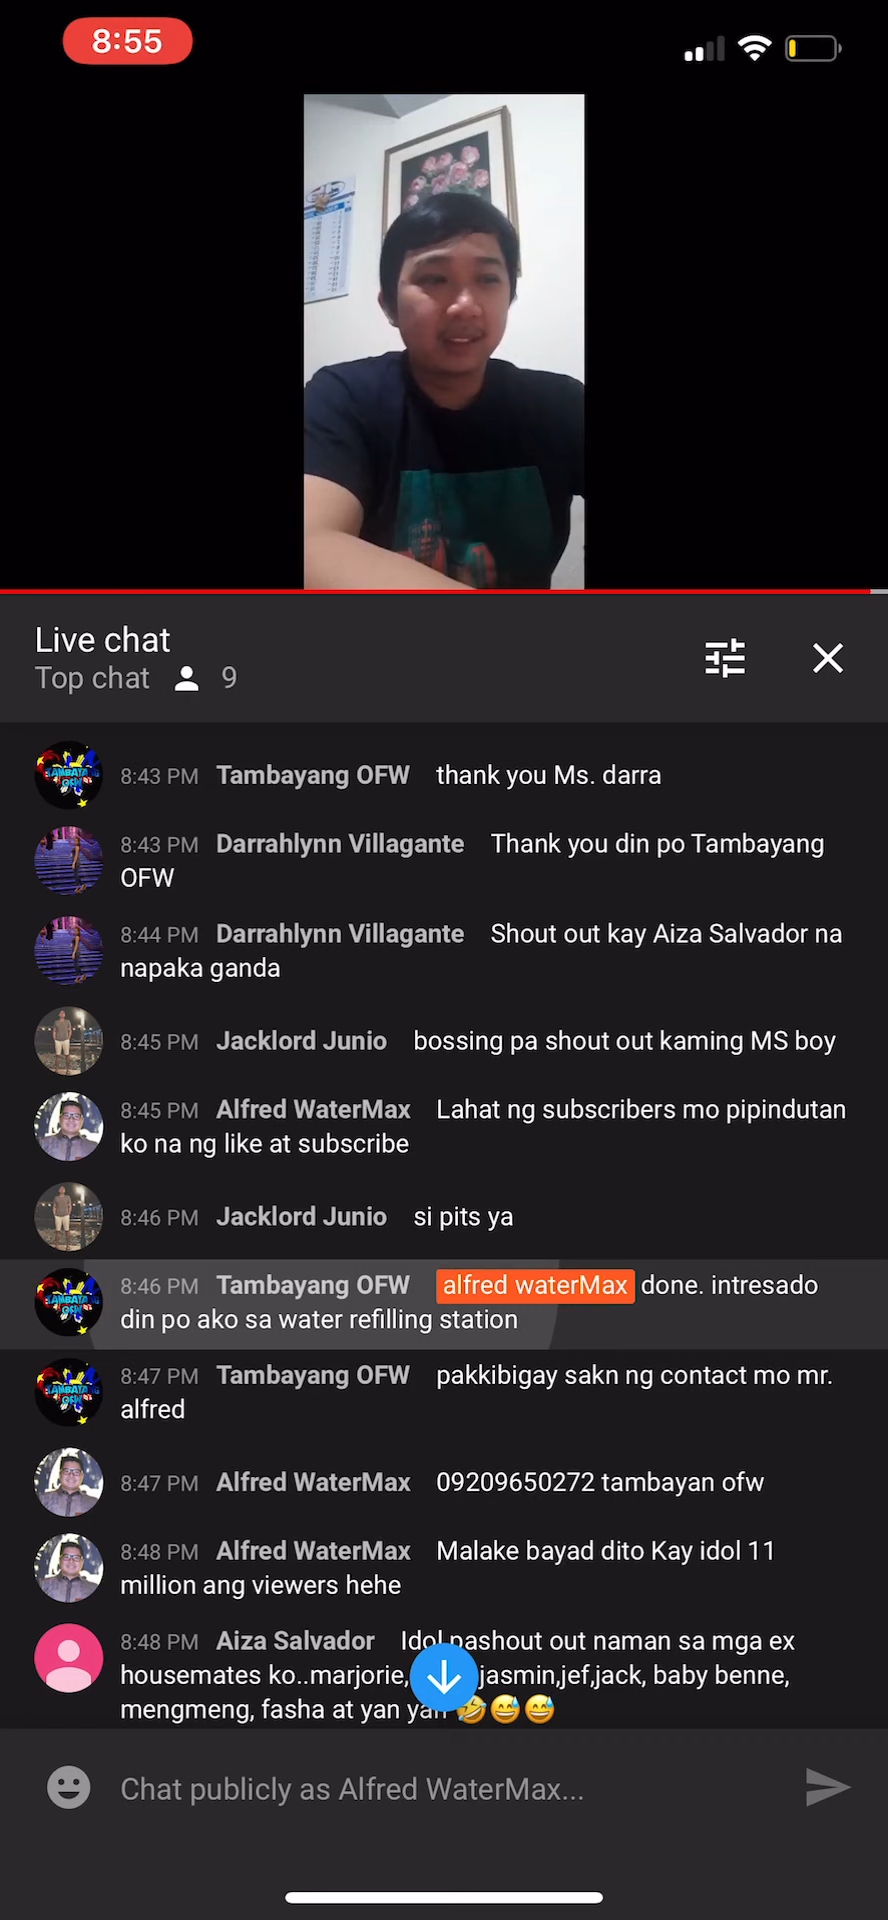 8:55
Live chat
Top chat 9
8:43 PM Tambayang OFW thank you Ms. darra
8:43 PM Darrahlynn Villagante Thank you din po Tambayang
OFW
8:44 PM Darrahlynn Villagante Shout out kay Aiza Salvador na
napaka ganda
8:45 PM Jacklord Junio bossing pa shout out kaming MS boy
8:45 PM Alfred WaterMax Lahat ng subscribers mo pipindutan
ko na ng like at subscribe
8:46 PM Jacklord Junio si pits ya
8:46 PM Tambayang OFW alfred waterMax done. intresado
din po ako sa water refilling station
8:47 PM Tambayang OFW pakkibigay sakn ng contact mo mr.
alfred
8:47 PM Alfred WaterMax 09209650272 tambayan ofw
8:48 PM Alfred WaterMax Malake bayad dito Kay idol 11
million ang viewers hehe
8:48 PM Aiza Salvador Idol pashout out naman sa mga ex
housemates ko..marjorie, jasmin,jef,jack, baby benne,
mengmeng, fasha at yan yan 🤣😅😅
Chat publicly as Alfred WaterMax...